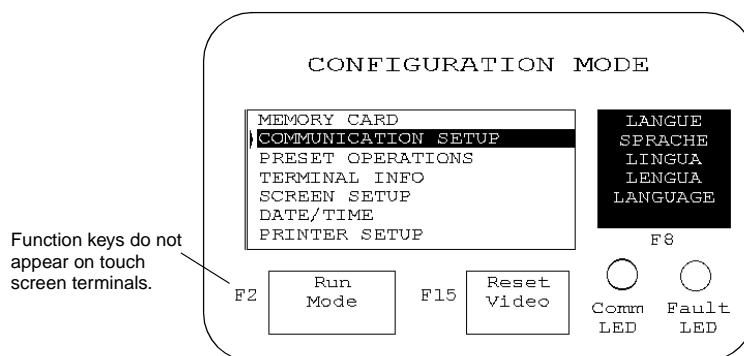 CONFIGURATION MODE
MEMORY CARD
COMMUNICATION SETUP
PRESET OPERATIONS
TERMINAL INFO
SCREEN SETUP
DATE/TIME
PRINTER SETUP
LANGUE
SPRACHE
LINGUA
LENGUA
LANGUAGE
F8
Function keys do not
appear on touch
screen terminals.
F2
Run
Mode
F15
Reset
Video
Comm
LED
Fault
LED